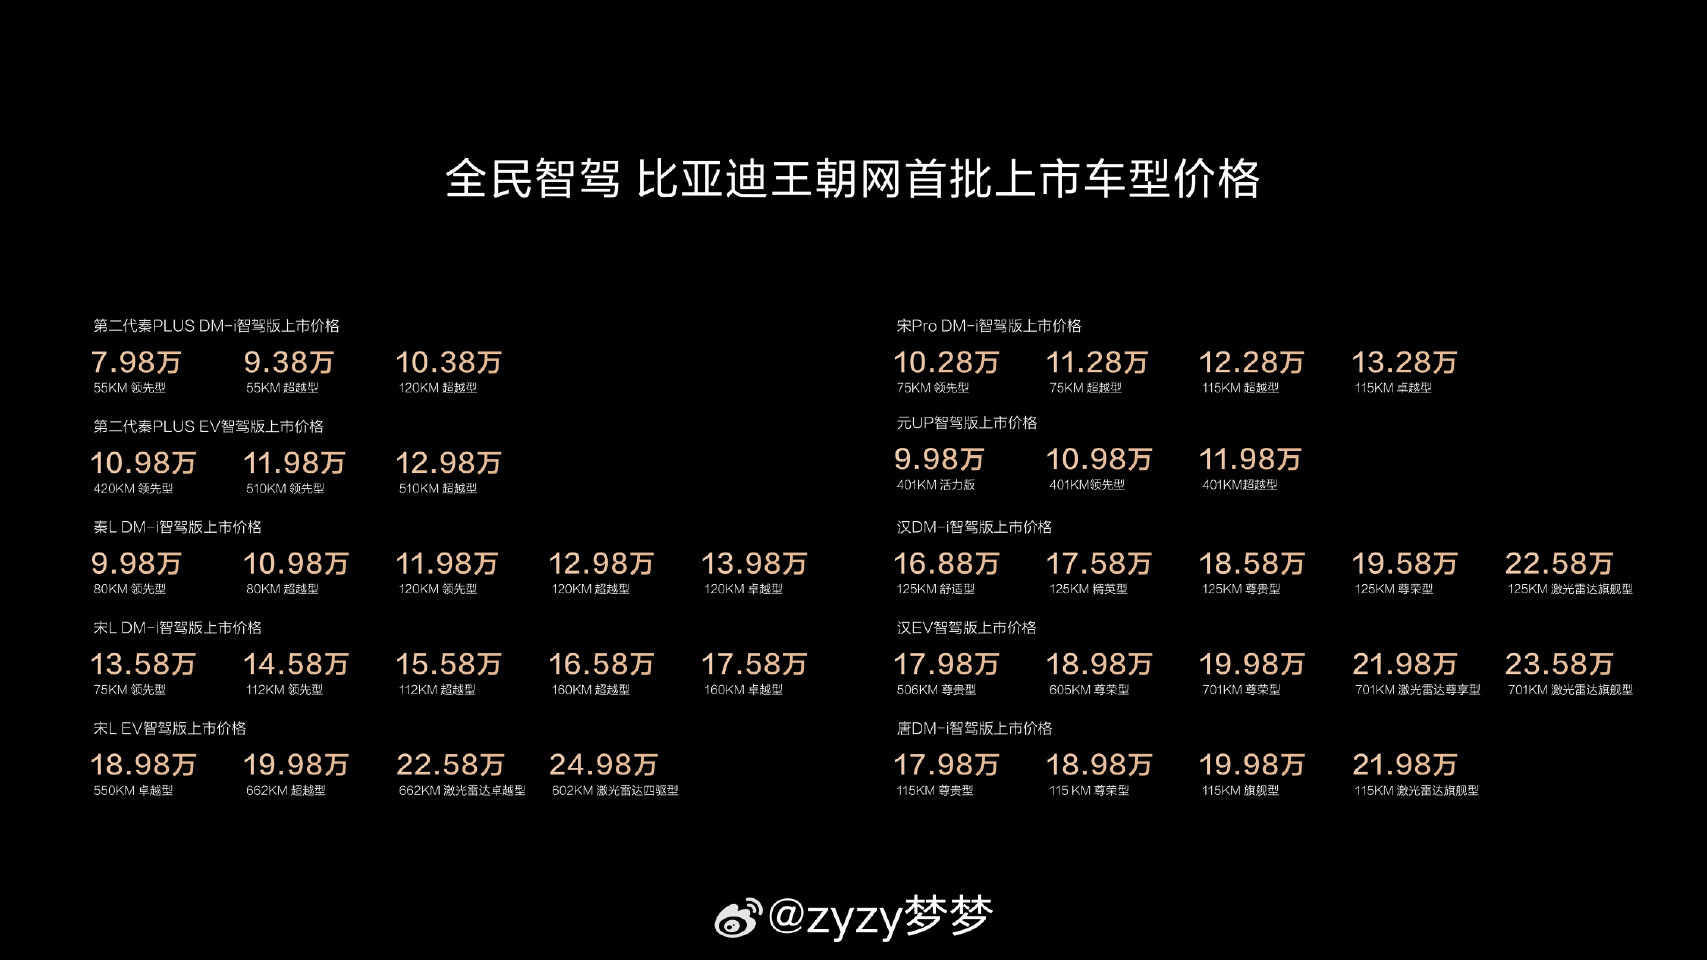 全民智驾 比亚迪王朝网首批上市车型价格
第二代秦PLUS DM-i智驾版上市价格
7.98万 9.38万 10.38万
55KM 领先型 55KM 超越型 120KM 超越型
第二代秦PLUS EV智驾版上市价格
10.98万 11.98万 12.98万
420KM 领先型 510KM 领先型 510KM 超越型
秦L DM-i智驾版上市价格
9.98万 10.98万 11.98万 12.98万 13.98万
80KM 领先型 80KM 超越型 120KM 领先型 120KM 超越型 120KM 卓越型
宋L DM-i智驾版上市价格
13.58万 14.58万 15.58万 16.58万 17.58万
75KM 领先型 112KM 领先型 112KM 超越型 160KM 超越型 160KM 卓越型
宋L EV智驾版上市价格
18.98万 19.98万 22.58万 24.98万
550KM 卓越型 662KM 超越型 662KM 激光雷达卓越型 602KM 激光雷达四驱型
宋Pro DM-i智驾版上市价格
10.28万 11.28万 12.28万 13.28万
75KM 领先型 75KM 超越型 115KM 超越型 115KM 卓越型
元UP智驾版上市价格
9.98万 10.98万 11.98万
401KM 活力版 401KM领先型 401KM超越型
汉DM-i智驾版上市价格
16.88万 17.58万 18.58万 19.58万 22.58万
125KM 舒适型 125KM 精英型 125KM 尊贵型 125KM 尊荣型 125KM 激光雷达旗舰型
汉EV智驾版上市价格
17.98万 18.98万 19.98万 21.98万 23.58万
506KM 尊贵型 605KM 尊荣型 701KM 尊荣型 701KM 激光雷达尊享型 701KM 激光雷达旗舰型
唐DM-i智驾版上市价格
17.98万 18.98万 19.98万 21.98万
115KM 尊贵型 115 KM 尊荣型 115KM 旗舰型 115KM 激光雷达旗舰型
@zyzy梦梦